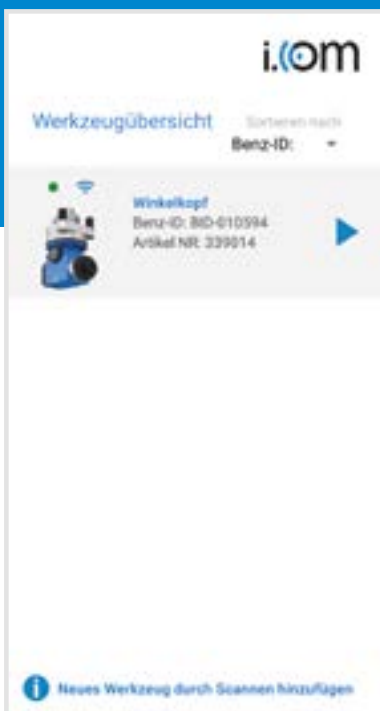 i.com
Werkzeugübersicht
Sortieren nach
Benz-ID:
Winkelkopf
Benz-ID: BID-010594
Artikel NR: 339014
Neues Werkzeug durch Scannen hinzufügen